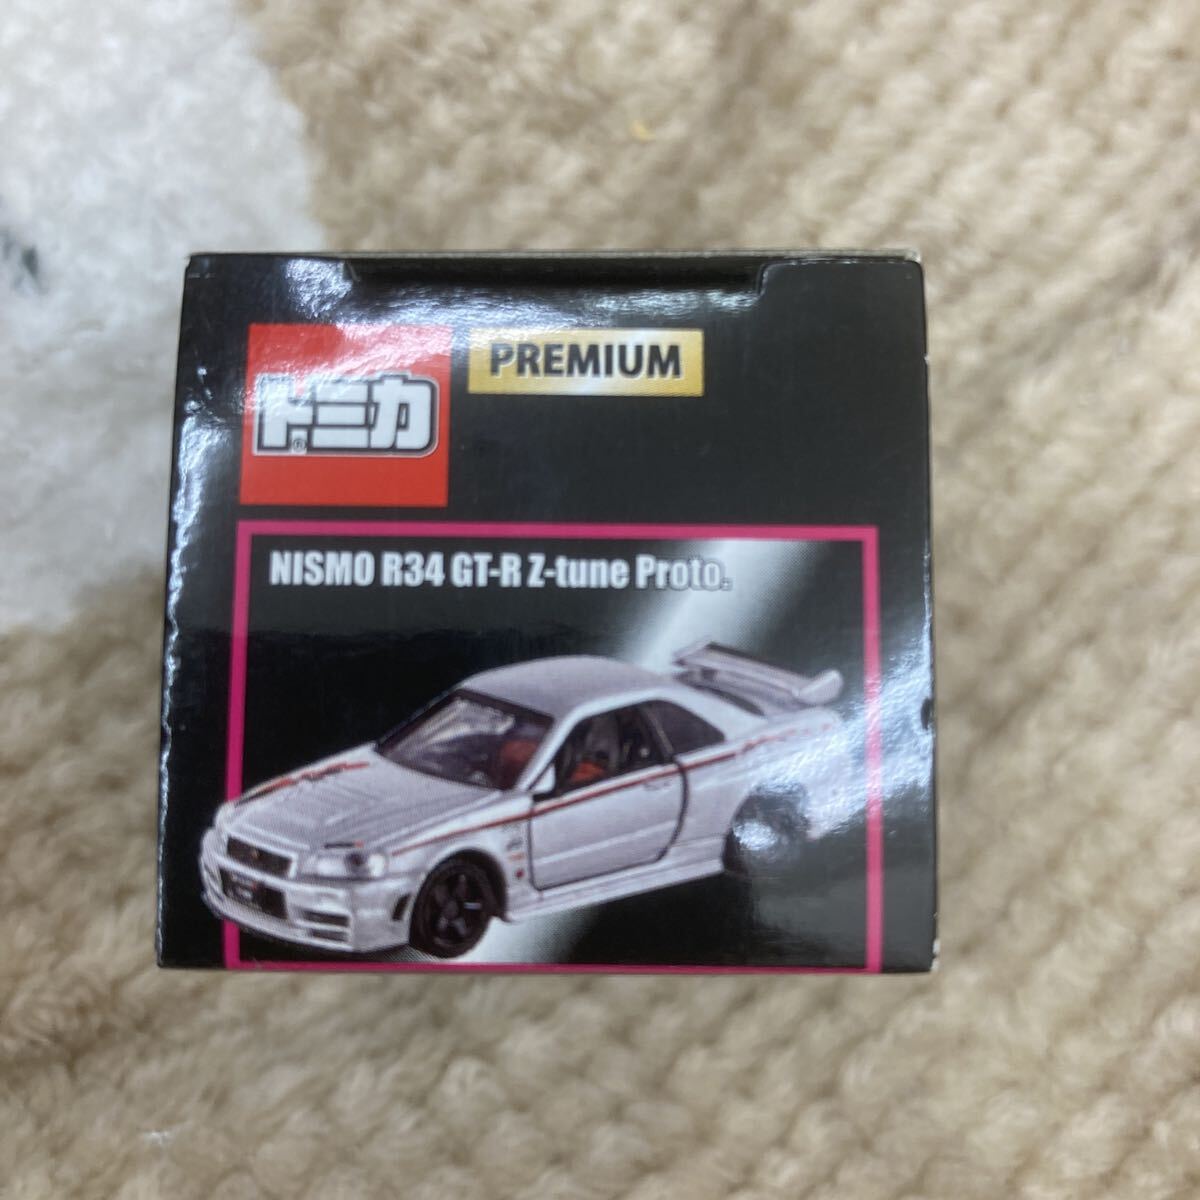 トミカ®
PREMIUM
NISMO R34 GT-R Z-tune Proto.